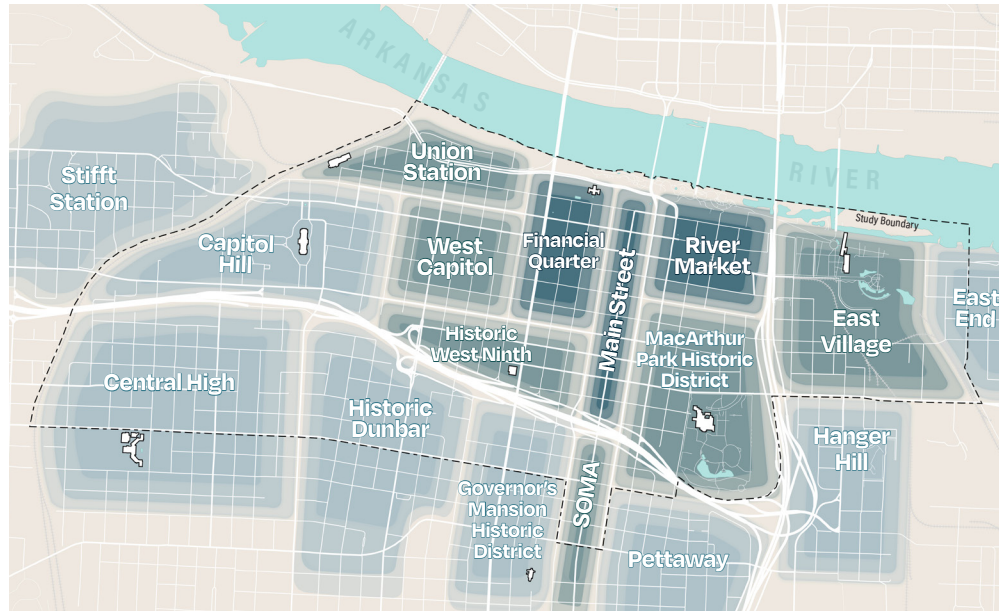 ARKANSAS
RIVER
Study Boundary
Union
Station
Stifft
Station
Capitol
Hill
West
Capitol
Financial
Quarter
Main Street
River
Market
East
Village
East
End
Historic
West Ninth
MacArthur
Park Historic
District
Central High
Historic
Dunbar
Hanger
Hill
Governor's
Mansion
Historic
District
SOMA
Pettaway